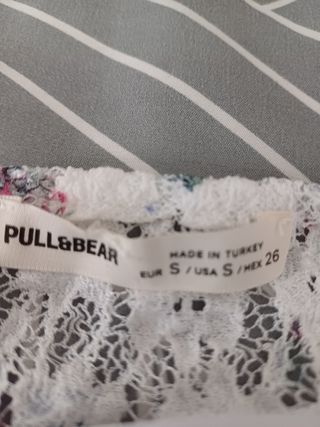 PULL&BEAR
MADE IN TURKEY
EUR S / USA S / MEX 26